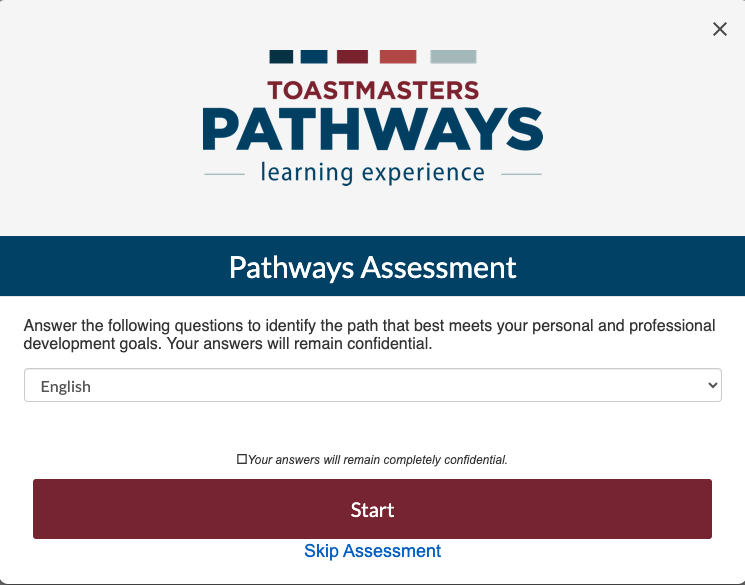 TOASTMASTERS
PATHWAYS
learning experience
Pathways Assessment
Answer the following questions to identify the path that best meets your personal and professional
development goals. Your answers will remain confidential.
English
Your answers will remain completely confidential.
Start
Skip Assessment